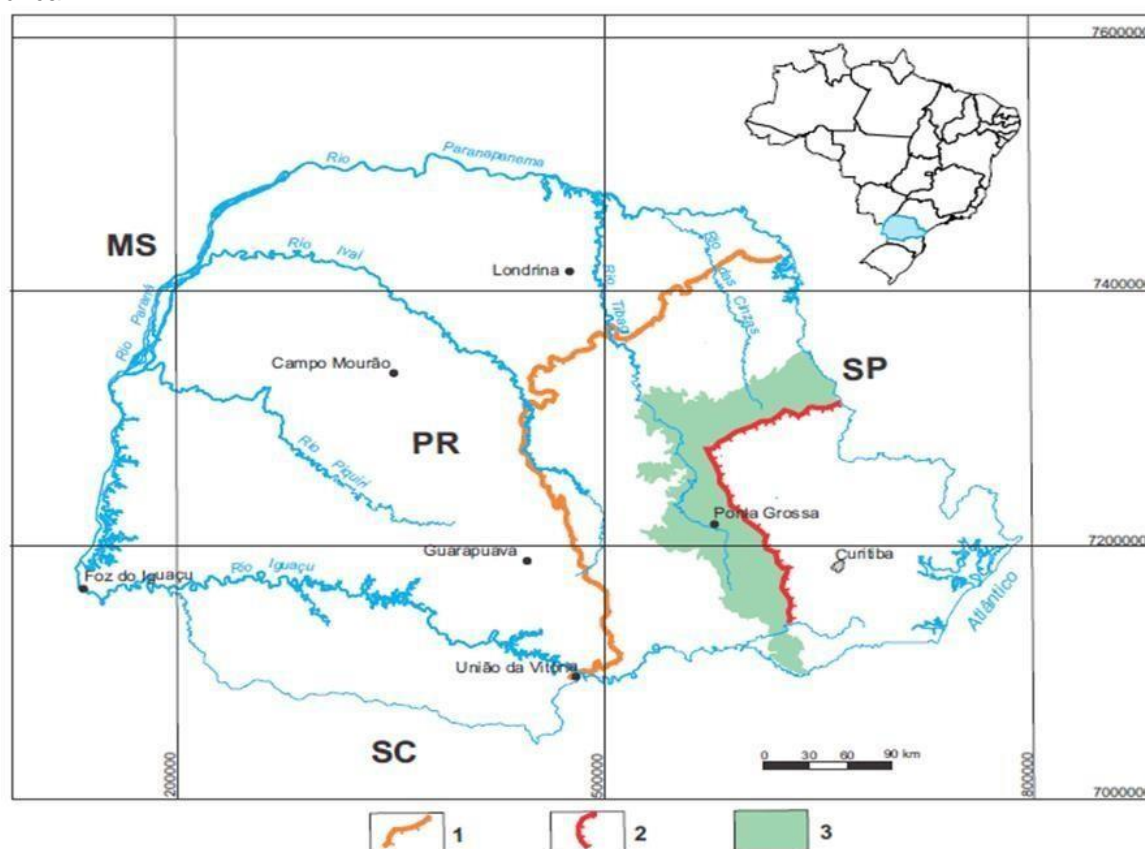 7600000
Rio Paranapanema
MS
Rio Ivaí
Londrina
Rio Tibagi
Rio das Cinzas
7400000
Rio Paraná
Campo Mourão
SP
PR
Rio Piquiri
Ponta Grossa
Guarapuava
Curitiba
7200000
Foz do Iguaçu
Rio Iguaçu
Atlântico
União da Vitória
SC
0 30 60 90 km
200000
500000
800000
7000000
1
2
3